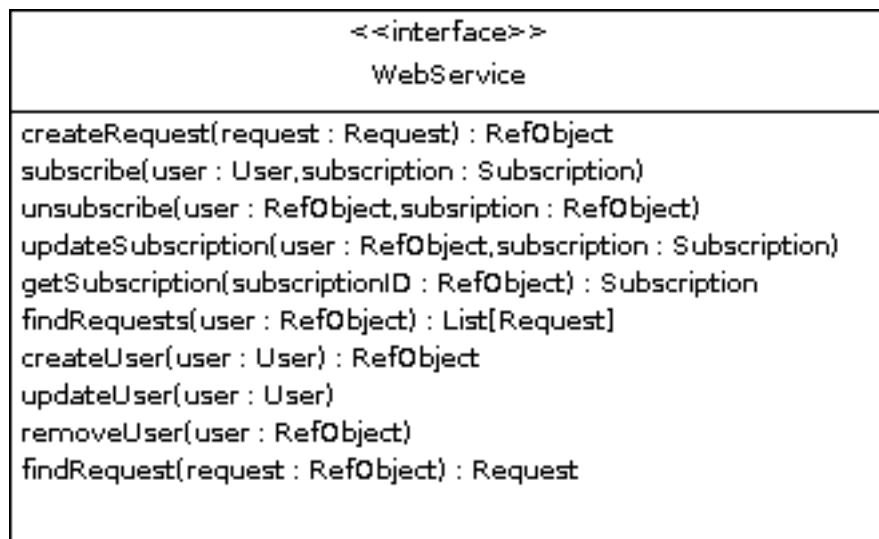 <<interface>>
WebService
createRequest(request : Request) : RefObject
subscribe(user : User,subscription : Subscription)
unsubscribe(user : RefObject,subsription : RefObject)
updateSubscription(user : RefObject,subscription : Subscription)
getSubscription(subscriptionID : RefObject) : Subscription
findRequests(user : RefObject) : List[Request]
createUser(user : User) : RefObject
updateUser(user : User)
removeUser(user : RefObject)
findRequest(request : RefObject) : Request